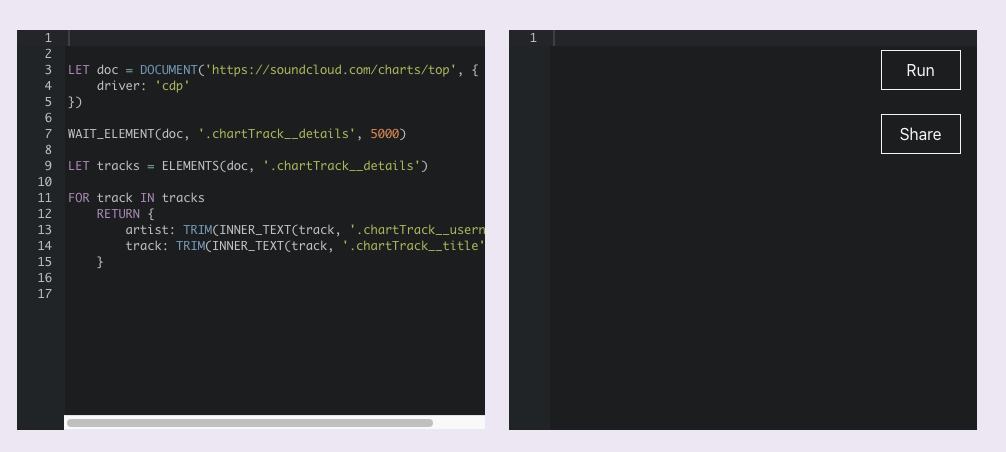 1
2
3 LET doc = DOCUMENT('https://soundcloud.com/charts/top', {
4     driver: 'cdp'
5 })
6
7 WAIT_ELEMENT(doc, '.chartTrack__details', 5000)
8
9 LET tracks = ELEMENTS(doc, '.chartTrack__details')
10
11 FOR track IN tracks
12     RETURN {
13         artist: TRIM(INNER_TEXT(track, '.chartTrack__usern
14         track: TRIM(INNER_TEXT(track, '.chartTrack__title'
15     }
16
17
1
Run
Share